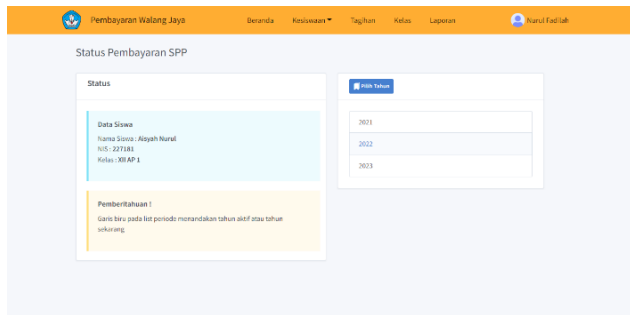 Pembayaran Walang Jaya Beranda Kesiswaan Tagihan Kelas Laporan Nurul Fadilah
Status Pembayaran SPP
Status
Data Siswa
Nama Siswa : Aisyah Nurul
NIS : 227181
Kelas : XII AP 1
Pemberitahuan !
Garis biru pada list periode menandakan tahun aktif atau tahun
sekarang
Pilih Tahun
2021
2022
2023